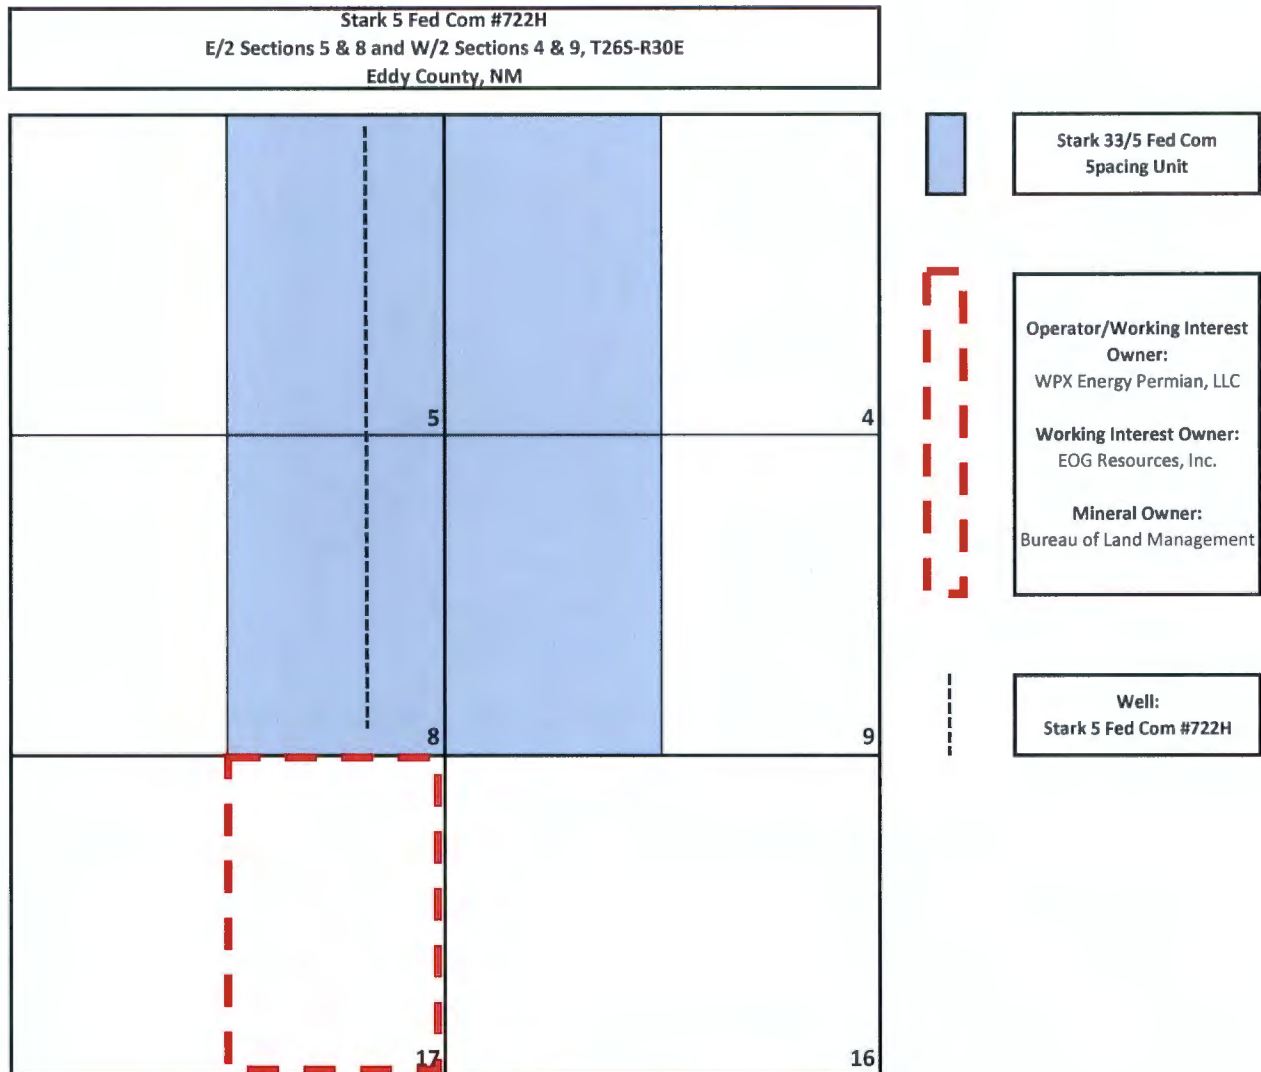 Stark 5 Fed Com #722H
E/2 Sections 5 & 8 and W/2 Sections 4 & 9, T26S-R30E
Eddy County, NM
Stark 33/5 Fed Com
5pacing Unit
Operator/Working Interest
Owner:
WPX Energy Permian, LLC
Working Interest Owner:
EOG Resources, Inc.
Mineral Owner:
Bureau of Land Management
Well:
Stark 5 Fed Com #722H
5
4
8
9
17
16